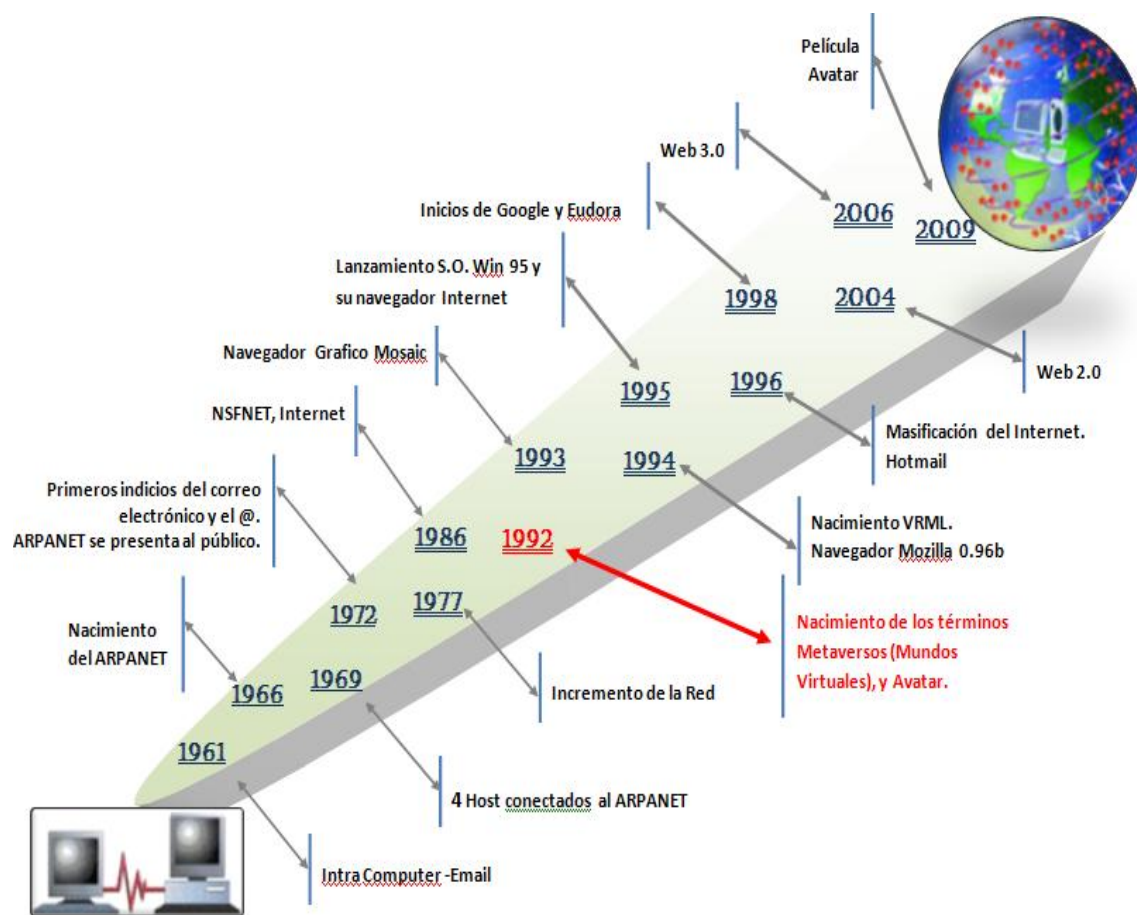 Película
Avatar
Web 3.0
2006
2009
Inicios de Google y Eudora
Lanzamiento S.O. Win 95 y
su navegador Internet
1998
2004
Navegador Grafico Mosaic
Web 2.0
1995
1996
NSFNET, Internet
Masificación del Internet.
Hotmail
1993
1994
Primeros indicios del correo
electrónico y el @.
ARPANET se presenta al público.
Nacimiento VRML.
Navegador Mozilla 0.96b
1986
1992
1972
1977
Nacimiento de los términos
Metaversos (Mundos
Virtuales), y Avatar.
Nacimiento
del ARPANET
1966
1969
Incremento de la Red
1961
4 Host conectados al ARPANET
Intra Computer -Email